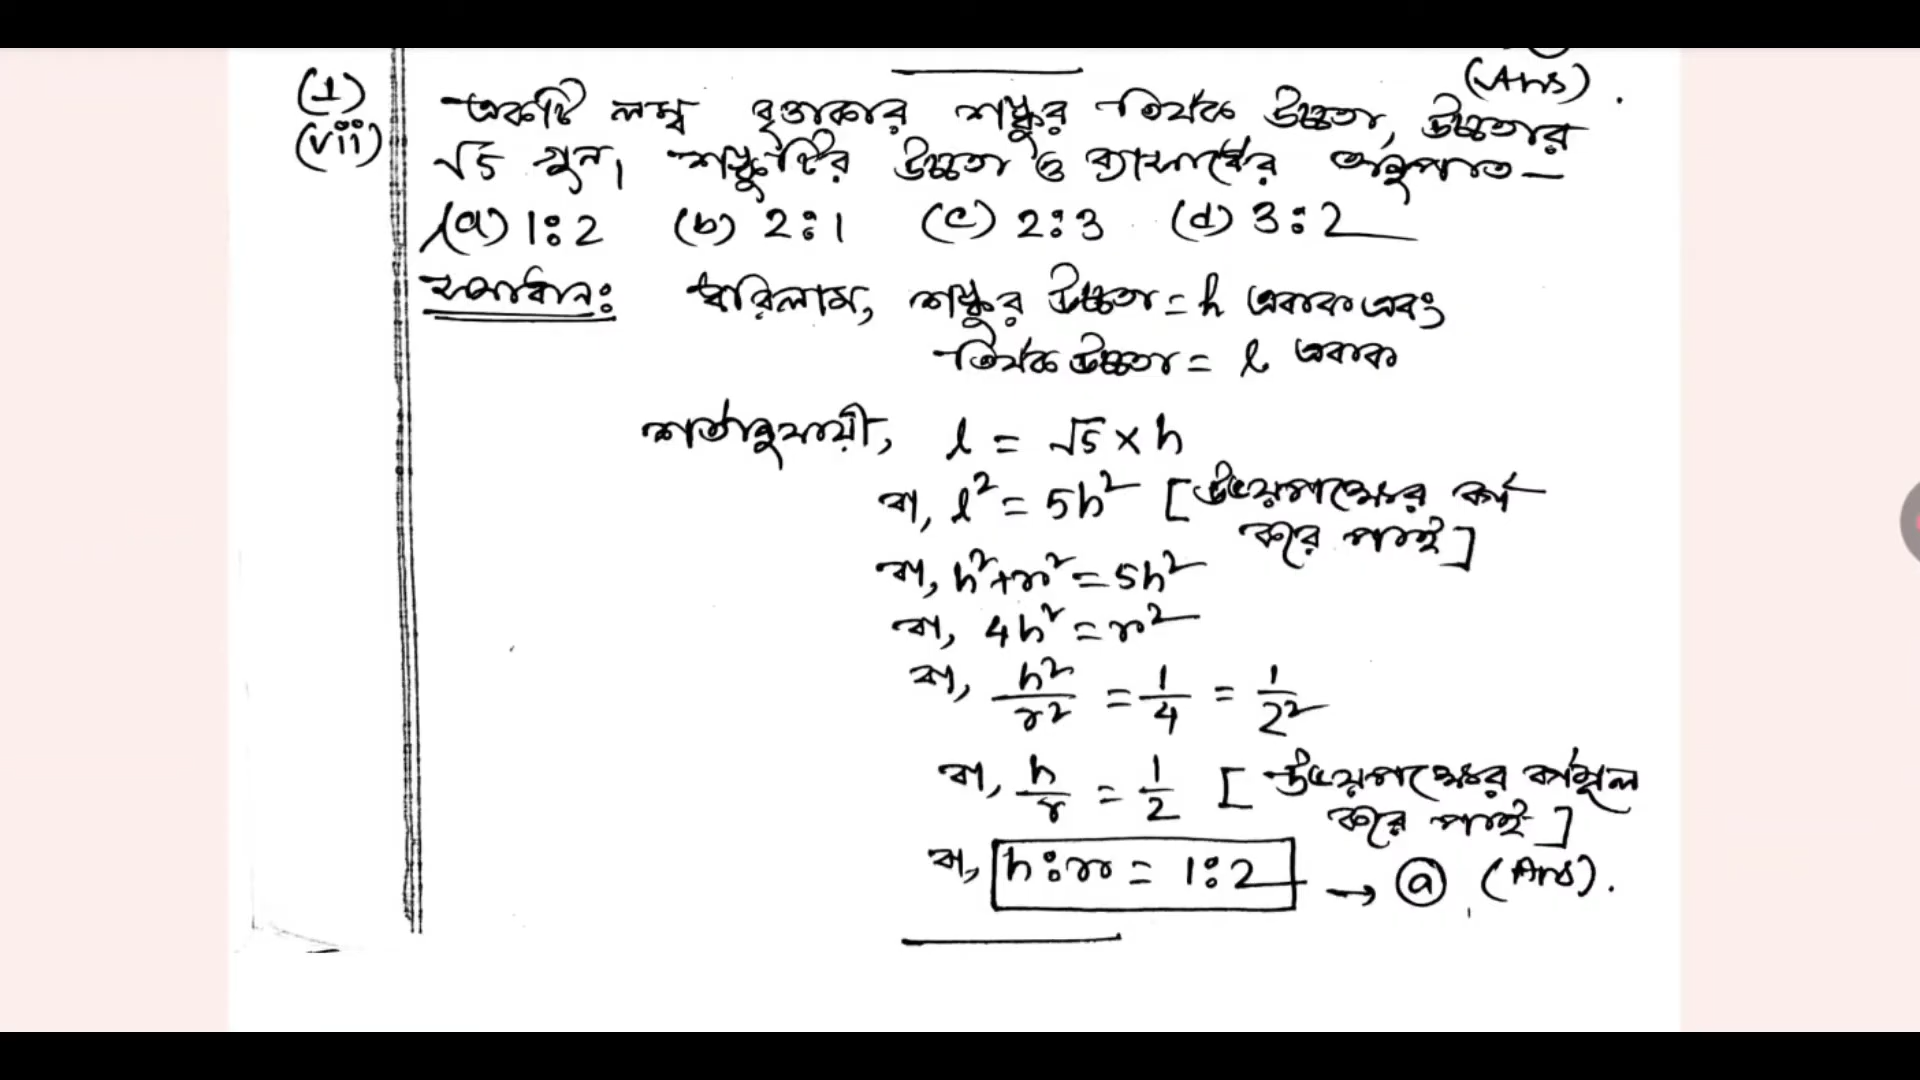 (Ans).
(1)
(vii)
একটি লম্ব বৃত্তাকার শঙ্কুর তির্যক উচ্চতা, উচ্চতার
√5 গুন। শঙ্কুটির উচ্চতা ও ব্যাসার্ধের অনুপাত—
(a) 1:2 (b) 2:1 (c) 2:3 (d) 3:2
সমাধান: ধরিলাম, শঙ্কুর উচ্চতা = h একক এবং
তির্যক উচ্চতা = l একক
শর্তানুযায়ী, l = √5 × h
বা, l² = 5h² [উভয়পক্ষের বর্গ
করে পাই]
বা, h²+r² = 5h²
বা, 4h² = r²
বা, h²/r² = 1/4 = 1/2²
বা, h/r = 1/2 [উভয়পক্ষের বর্গমূল
করে পাই]
বা, h:r = 1:2 → (a) (Ans).